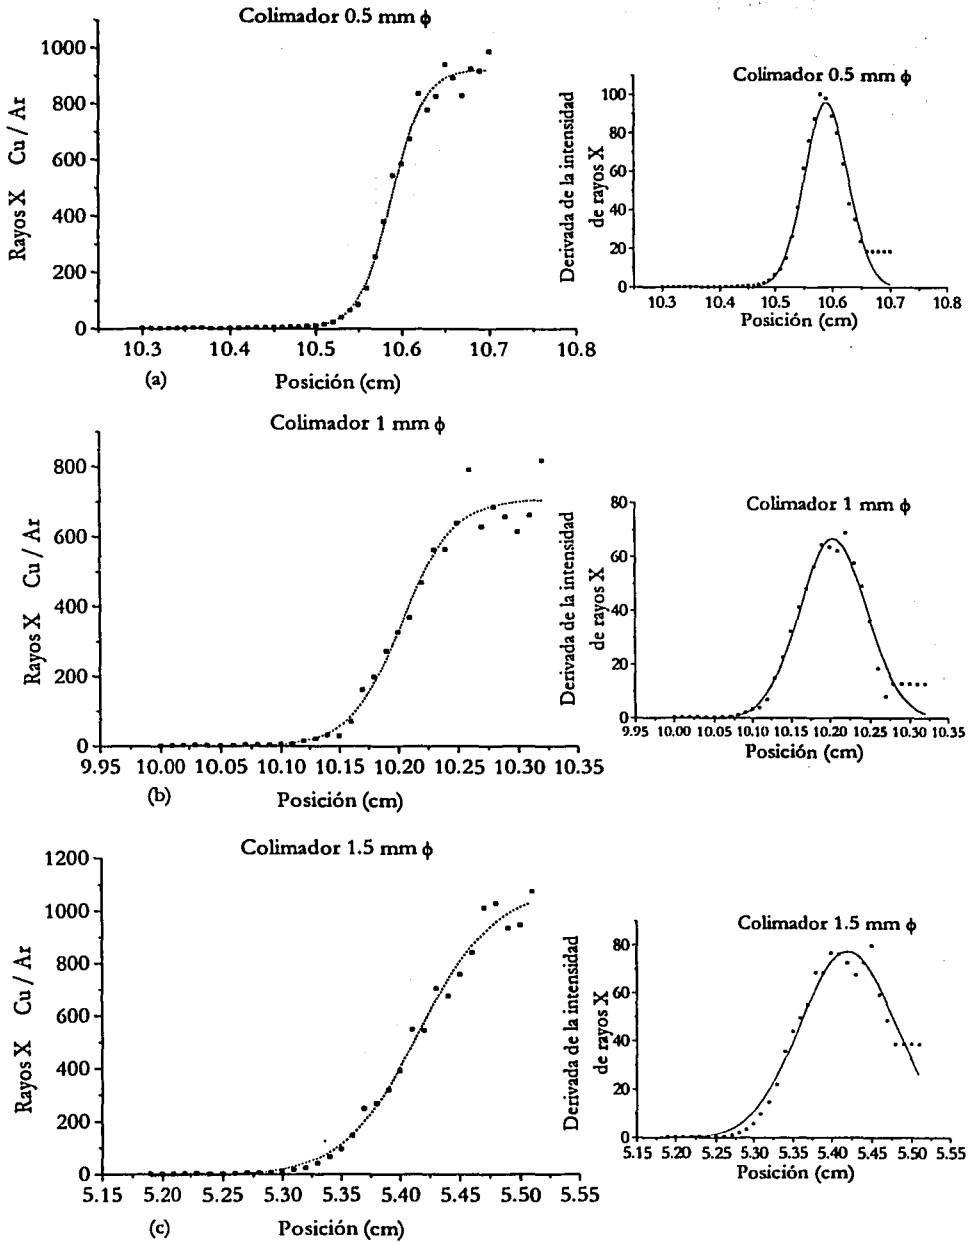 Colimador 0.5 mm ϕ
1000
800
600
400
200
0
Rayos X Cu / Ar
10.3 10.4 10.5 10.6 10.7 10.8
(a) Posición (cm)
Colimador 0.5 mm ϕ
100
80
60
40
20
0
Derivada de la intensidad
de rayos X
10.3 10.4 10.5 10.6 10.7 10.8
Posición (cm)
Colimador 1 mm ϕ
800
600
400
200
0
Rayos X Cu / Ar
9.95 10.00 10.05 10.10 10.15 10.20 10.25 10.30 10.35
(b) Posición (cm)
Colimador 1 mm ϕ
80
60
40
20
0
Derivada de la intensidad
de rayos X
9.95 10.00 10.05 10.10 10.15 10.20 10.25 10.30 10.35
Posición (cm)
Colimador 1.5 mm ϕ
1200
1000
800
600
400
200
0
Rayos X Cu / Ar
5.15 5.20 5.25 5.30 5.35 5.40 5.45 5.50 5.55
(c) Posición (cm)
Colimador 1.5 mm ϕ
80
60
40
20
0
Derivada de la intensidad
de rayos X
5.15 5.20 5.25 5.30 5.35 5.40 5.45 5.50 5.55
Posición (cm)